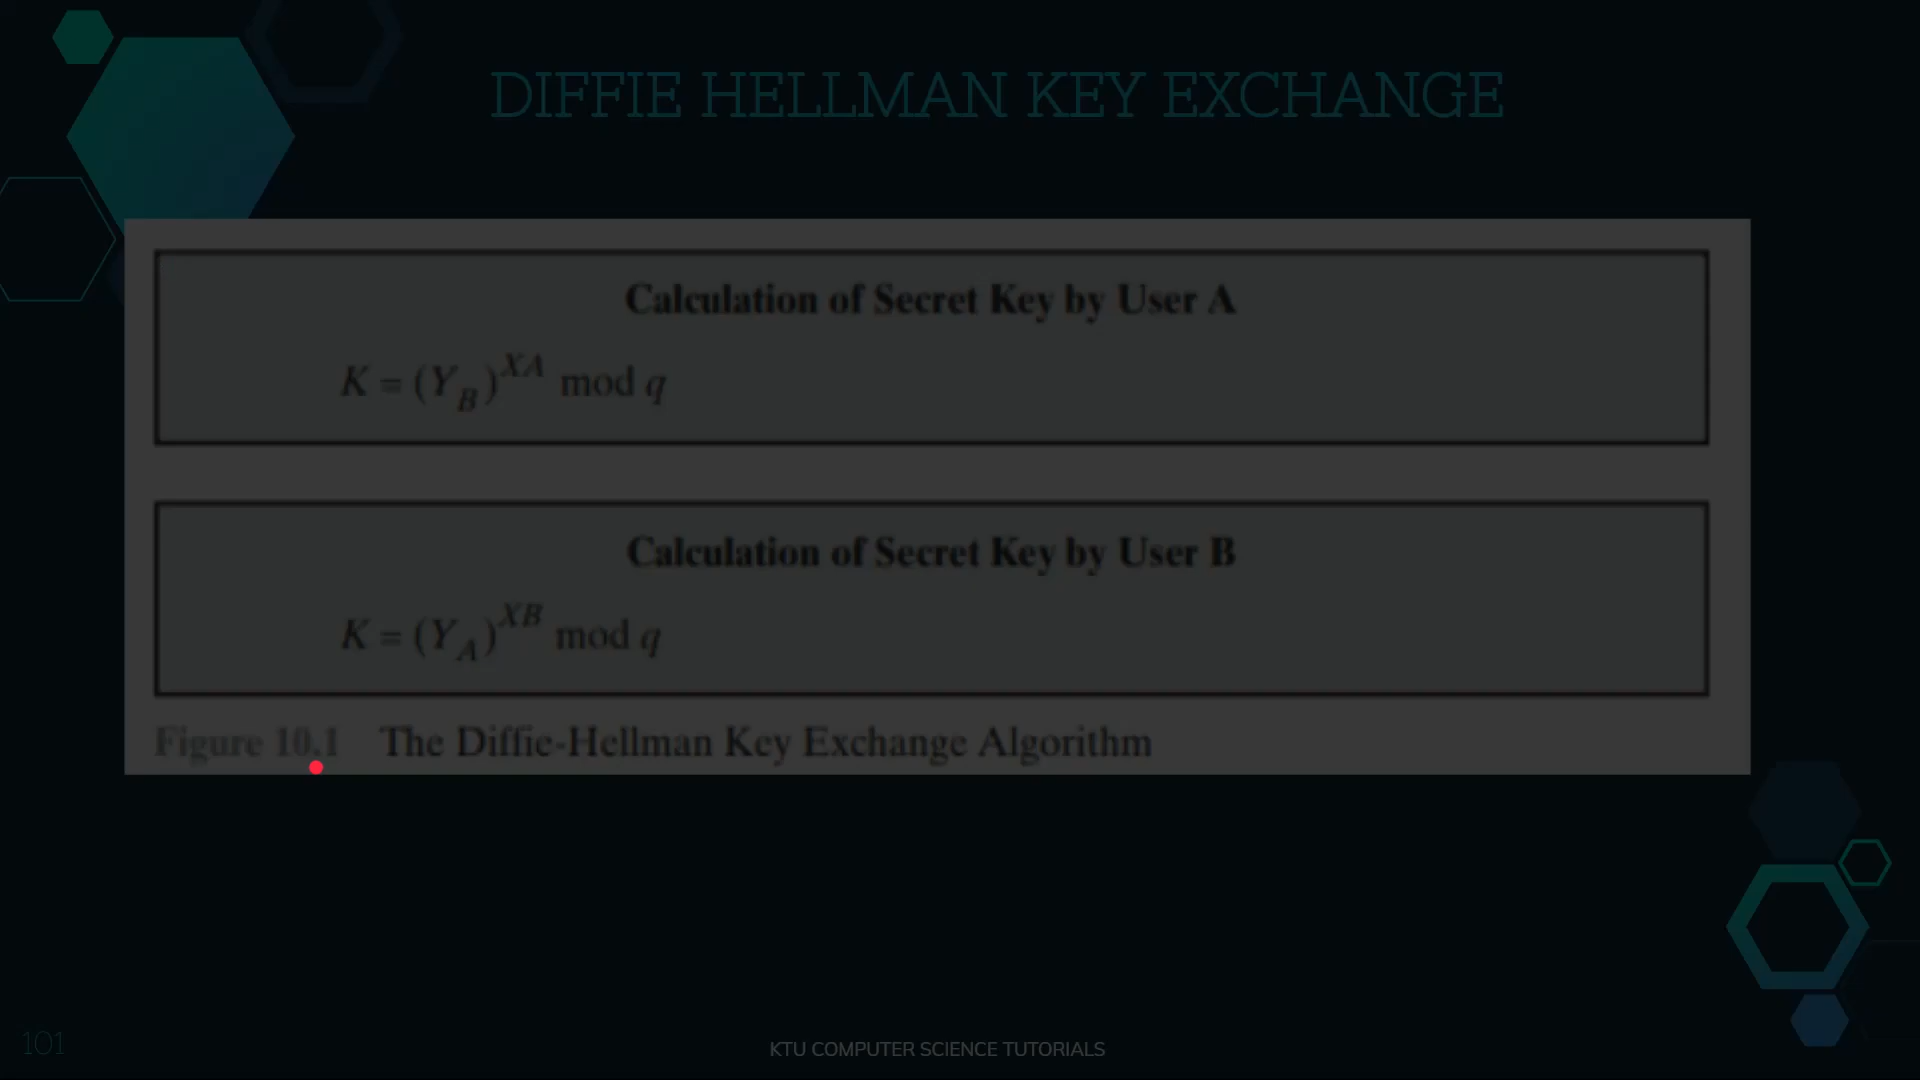 DIFFIE HELLMAN KEY EXCHANGE
Calculation of Secret Key by User A
K = (Y_B)^{XA} mod q
Calculation of Secret Key by User B
K = (Y_A)^{XB} mod q
Figure 10.1 The Diffie-Hellman Key Exchange Algorithm
101
KTU COMPUTER SCIENCE TUTORIALS